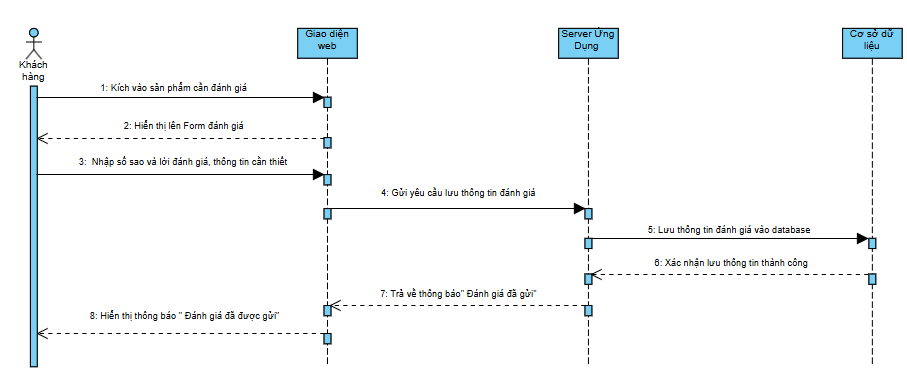 Khách
hàng
Giao diện
web
Server Ứng
Dụng
Cơ sở dữ
liệu
1: Kích vào sản phẩm cần đánh giá
2: Hiển thị lên Form đánh giá
3:  Nhập số sao và lời đánh giá, thông tin cần thiết
4: Gửi yêu cầu lưu thông tin đánh giá
5: Lưu thông tin đánh giá vào database
6: Xác nhận lưu thông tin thành công
7: Trả về thông báo" Đánh giá đã gửi"
8: Hiển thị thông báo " Đánh giá đã được gửi"